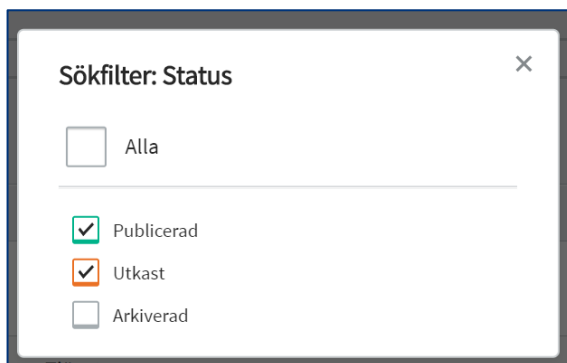 Sökfilter: Status
Alla
Publicerad
Utkast
Arkiverad